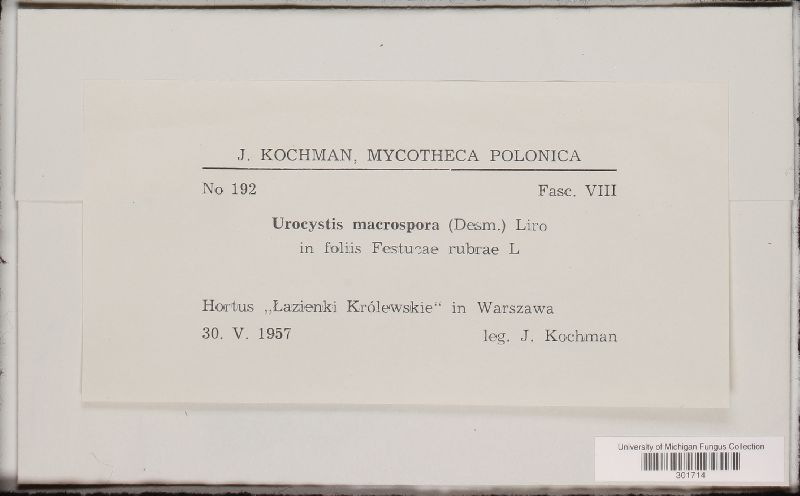 J. KOCHMAN, MYCOTHECA POLONICA
No 192 Fasc. VIII
Urocystis macrospora (Desm.) Liro
in foliis Festucae rubrae L
Hortus „Łazienki Królewskie“ in Warszawa
30. V. 1957 leg. J. Kochman
University of Michigan Fungus Collection
301714